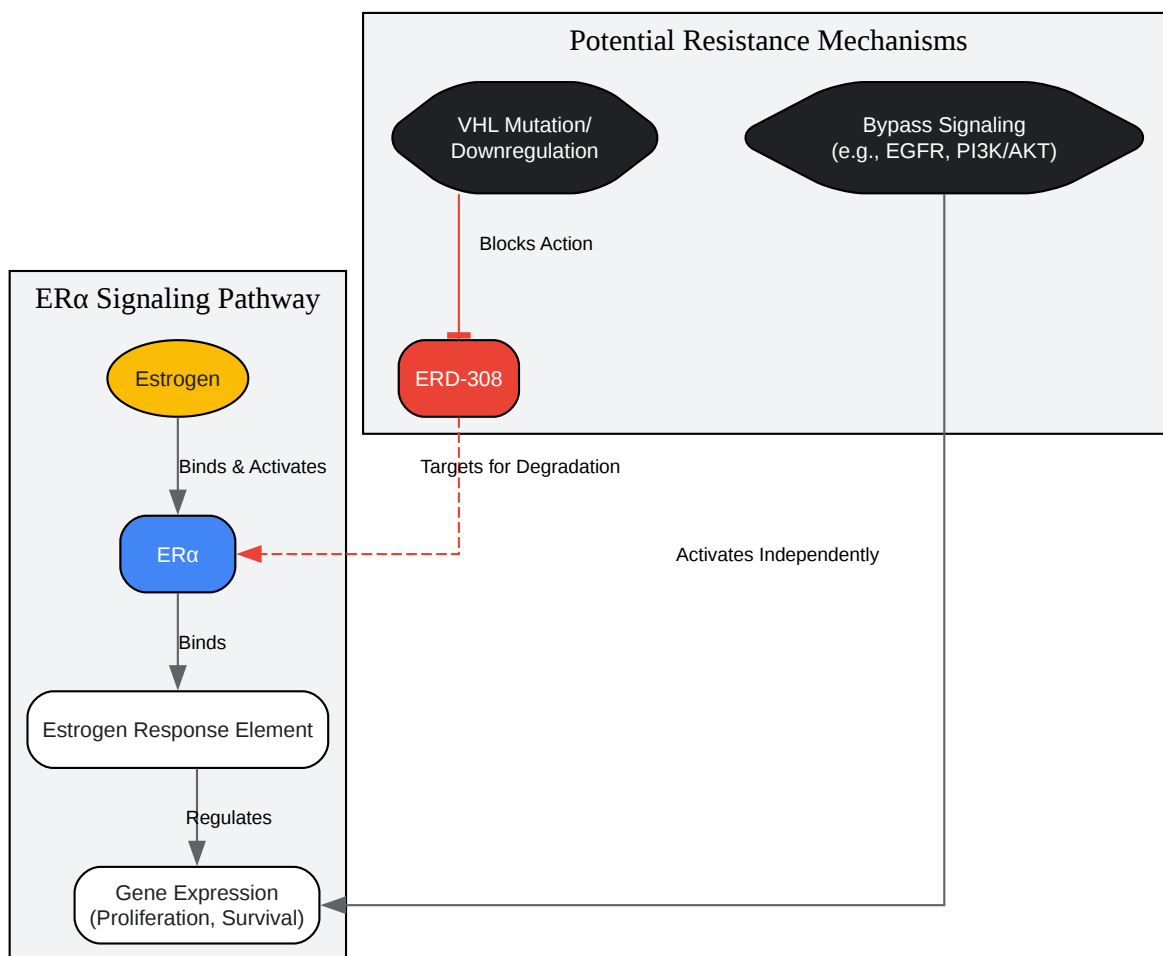 Potential Resistance Mechanisms
VHL Mutation/
Downregulation
Bypass Signaling
(e.g., EGFR, PI3K/AKT)
Blocks Action
ERα Signaling Pathway
Estrogen
ERD-308
Binds & Activates
Targets for Degradation
ERα
Activates Independently
Binds
Estrogen Response Element
Regulates
Gene Expression
(Proliferation, Survival)